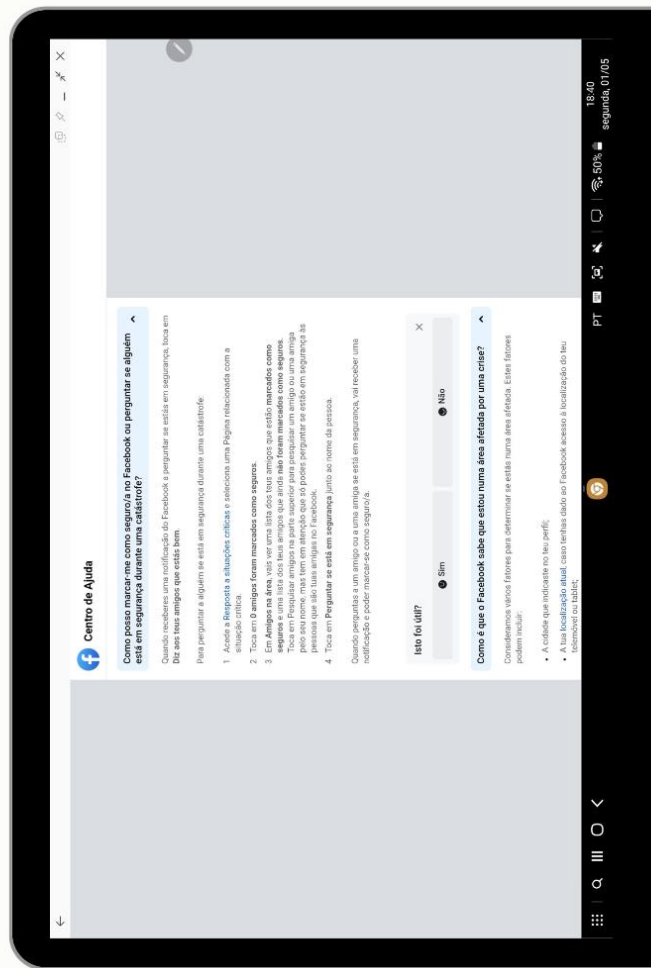 Centro de Ajuda
Como posso marcar-me como seguro/a no Facebook ou perguntar se alguém
está em segurança durante uma catástrofe?
Quando receberes uma notificação do Facebook a perguntar se estás em segurança, toca em
Diz aos teus amigos que estás bem.
Para perguntar a alguém se está em segurança durante uma catástrofe:
1 Acede a Resposta a situações críticas e seleciona uma Página relacionada com a
situação crítica.
2 Toca em 0 amigos foram marcados como seguros.
3 Em Amigos na área, vais ver uma lista dos teus amigos que estão marcados como
seguros e uma lista dos teus amigos que ainda não foram marcados como seguros.
Toca em Pesquisar amigos na parte superior para pesquisar um amigo ou uma amiga
pelo seu nome, mas tem em atenção que só podes perguntar se estão em segurança às
pessoas que são tuas amigas no Facebook.
4 Toca em Perguntar se está em segurança junto ao nome da pessoa.
Quando perguntas a um amigo ou a uma amiga se está em segurança, vai receber uma
notificação e poder marcar-se como seguro/a.
Isto foi útil?
Sim
Não
Como é que o Facebook sabe que estou numa área afetada por uma crise?
Consideramos vários fatores para determinar se estás numa área afetada. Estes fatores
podem incluir:
• A cidade que indicaste no teu perfil;
• A tua localização atual, caso tenhas dado ao Facebook acesso à localização do teu
telemóvel ou tablet;
PT
50%
18:40
segunda, 01/05